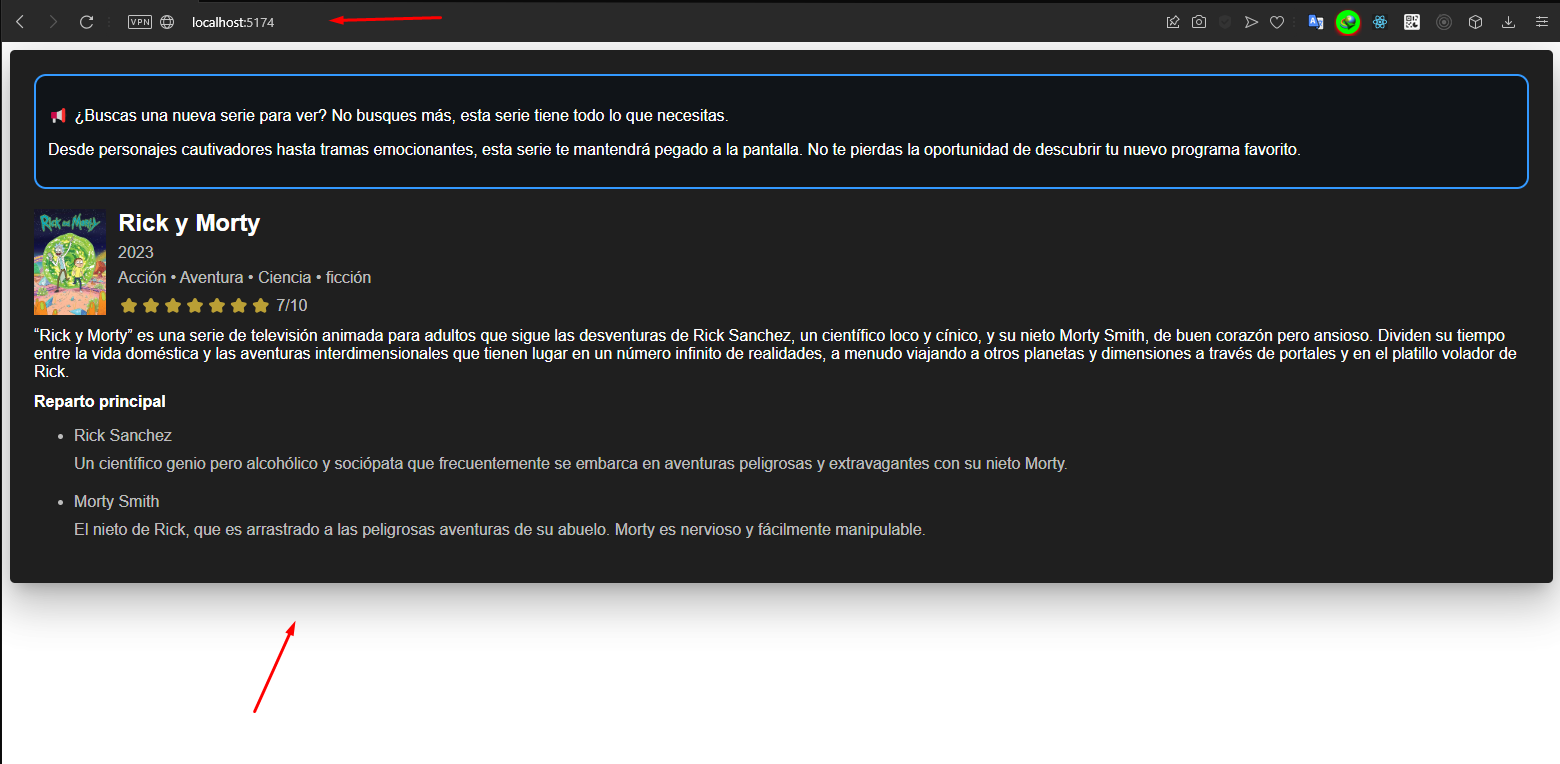 VPN localhost:5174
¿Buscas una nueva serie para ver? No busques más, esta serie tiene todo lo que necesitas.
Desde personajes cautivadores hasta tramas emocionantes, esta serie te mantendrá pegado a la pantalla. No te pierdas la oportunidad de descubrir tu nuevo programa favorito.
Rick and Morty
Rick y Morty
2023
Acción • Aventura • Ciencia • ficción
7/10
“Rick y Morty” es una serie de televisión animada para adultos que sigue las desventuras de Rick Sanchez, un científico loco y cínico, y su nieto Morty Smith, de buen corazón pero ansioso. Dividen su tiempo
entre la vida doméstica y las aventuras interdimensionales que tienen lugar en un número infinito de realidades, a menudo viajando a otros planetas y dimensiones a través de portales y en el platillo volador de
Rick.
Reparto principal
• Rick Sanchez
Un científico genio pero alcohólico y sociópata que frecuentemente se embarca en aventuras peligrosas y extravagantes con su nieto Morty.
• Morty Smith
El nieto de Rick, que es arrastrado a las peligrosas aventuras de su abuelo. Morty es nervioso y fácilmente manipulable.